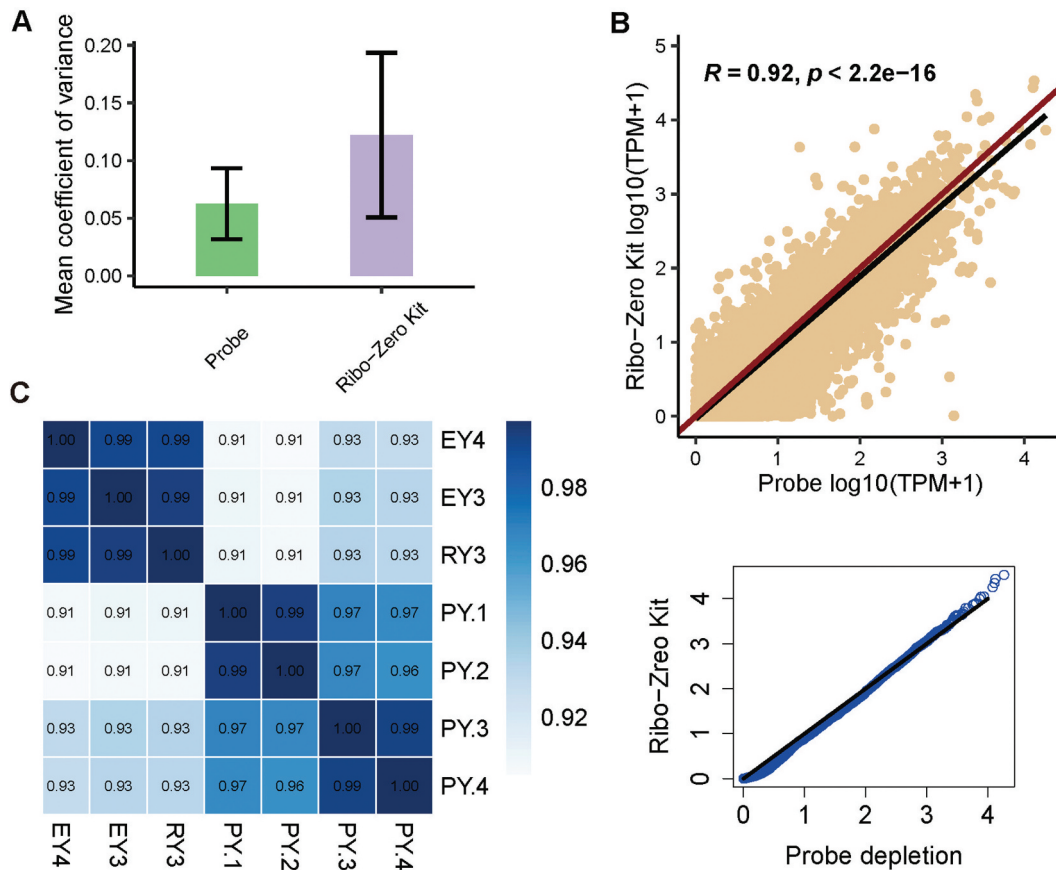 A
Mean coefficient of variance
0.20
0.15
0.10
0.05
0.00
Probe
Ribo-Zero Kit
B
R = 0.92, p < 2.2e-16
Ribo-Zero Kit log10(TPM+1)
5
4
3
2
1
0
0 1 2 3 4
Probe log10(TPM+1)
C
1.00 0.99 0.99 0.91 0.91 0.93 0.93 EY4
0.99 1.00 0.99 0.91 0.91 0.93 0.93 EY3
0.99 0.99 1.00 0.91 0.91 0.93 0.93 RY3
0.91 0.91 0.91 1.00 0.99 0.97 0.97 PY.1
0.91 0.91 0.91 0.99 1.00 0.97 0.96 PY.2
0.93 0.93 0.93 0.97 0.97 1.00 0.99 PY.3
0.93 0.93 0.93 0.97 0.96 0.99 1.00 PY.4
EY4 EY3 RY3 PY.1 PY.2 PY.3 PY.4
0.98
0.96
0.94
0.92
Ribo-Zreo Kit
4
3
2
1
0
0 1 2 3 4
Probe depletion